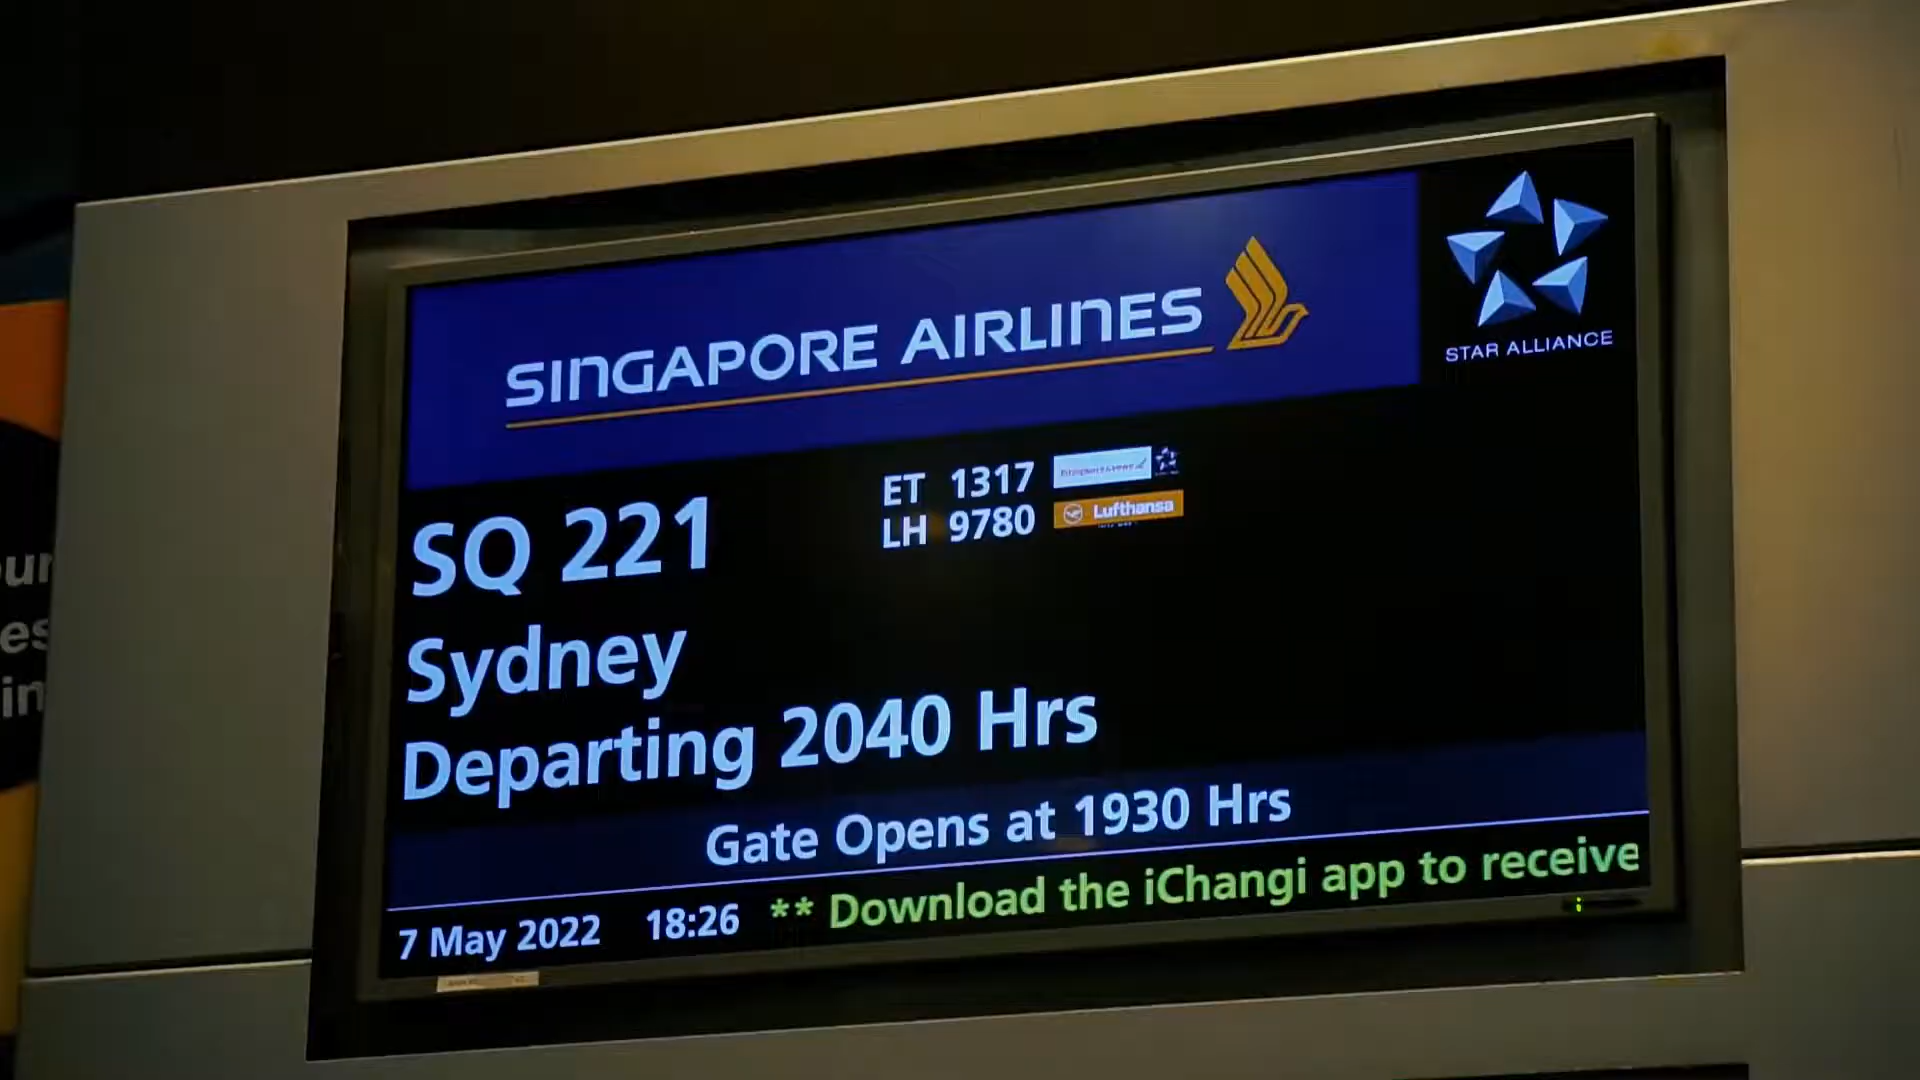 SINGAPORE AIRLINES
STAR ALLIANCE
SQ 221
ET 1317
LH 9780 Lufthansa
Sydney
Departing 2040 Hrs
Gate Opens at 1930 Hrs
7 May 2022 18:26 ** Download the iChangi app to receive